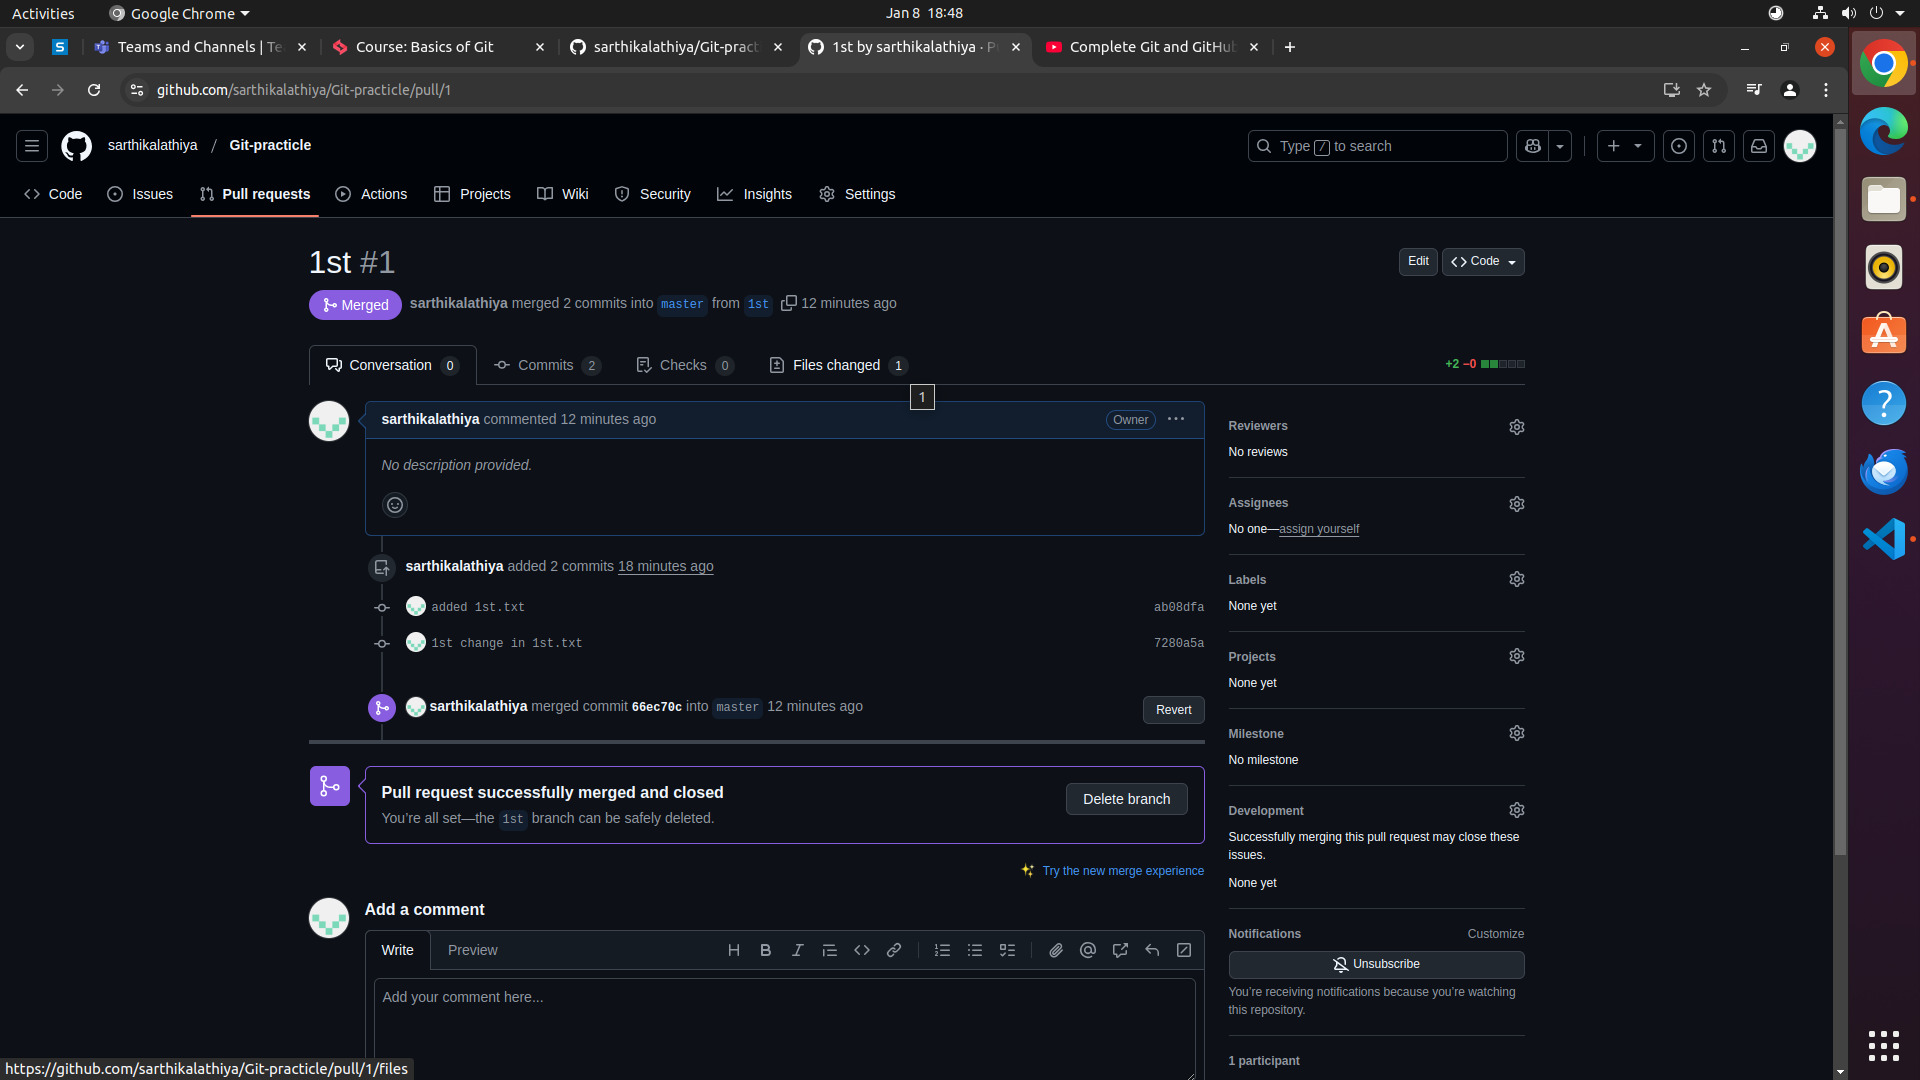 Activities
Google Chrome
Jan 8 18:48
Teams and Channels | Te
Course: Basics of Git
sarthikalathiya/Git-pract
1st by sarthikalathiya · P
Complete Git and GitHub
github.com/sarthikalathiya/Git-practicle/pull/1
sarthikalathiya / Git-practicle
Type / to search
Code
Issues
Pull requests
Actions
Projects
Wiki
Security
Insights
Settings
1st #1
Edit
Code
Merged
sarthikalathiya merged 2 commits into master from 1st 12 minutes ago
Conversation 0
Commits 2
Checks 0
Files changed 1
+2 −0
1
sarthikalathiya commented 12 minutes ago
Owner
No description provided.
sarthikalathiya added 2 commits 18 minutes ago
added 1st.txt
ab08dfa
1st change in 1st.txt
7280a5a
sarthikalathiya merged commit 66ec70c into master 12 minutes ago
Revert
Pull request successfully merged and closed
You’re all set—the 1st branch can be safely deleted.
Delete branch
Try the new merge experience
Add a comment
Write
Preview
Add your comment here...
Reviewers
No reviews
Assignees
No one—assign yourself
Labels
None yet
Projects
None yet
Milestone
No milestone
Development
Successfully merging this pull request may close these
issues.
None yet
Notifications
Customize
Unsubscribe
You’re receiving notifications because you’re watching
this repository.
1 participant
https://github.com/sarthikalathiya/Git-practicle/pull/1/files